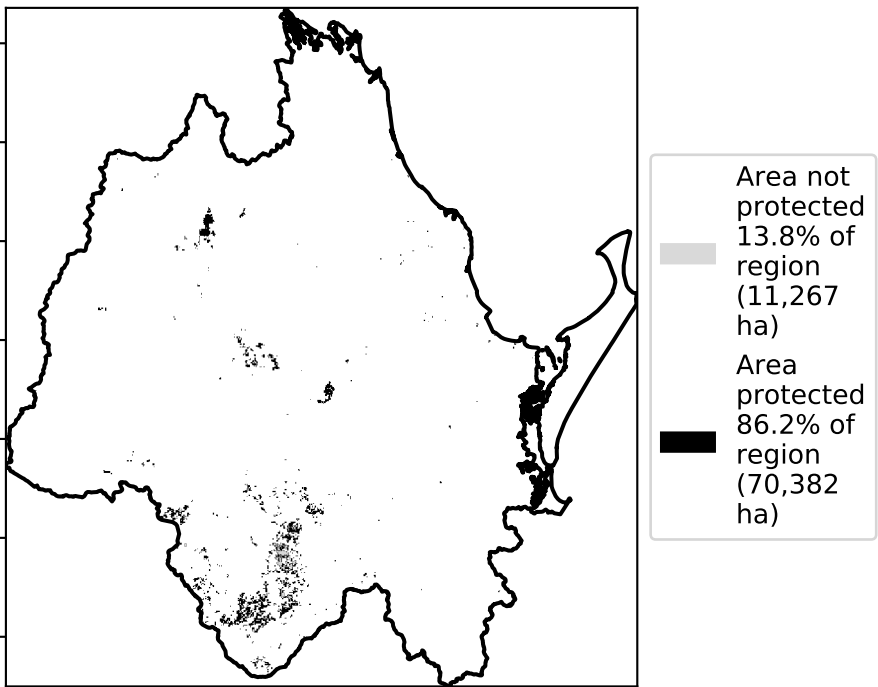 Area not
protected
13.8% of
region
(11,267
ha)
Area
protected
86.2% of
region
(70,382
ha)